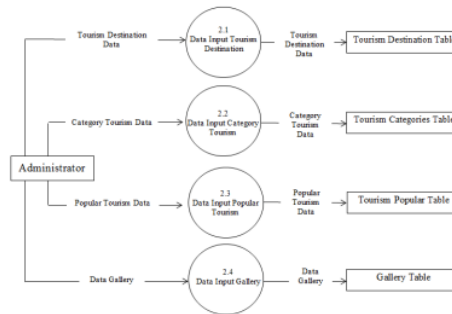 Tourism Destination
Data
2.1
Data Input Tourism
Destination
Tourism
Destination
Data
Tourism Destination Table
Category Tourism Data
2.2
Data Input Category
Tourism
Category
Tourism
Data
Tourism Categories Table
Administrator
Popular Tourism Data
2.3
Data Input Popular
Tourism
Popular
Tourism
Data
Tourism Popular Table
Data Gallery
2.4
Data Input Gallery
Data
Gallery
Gallery Table